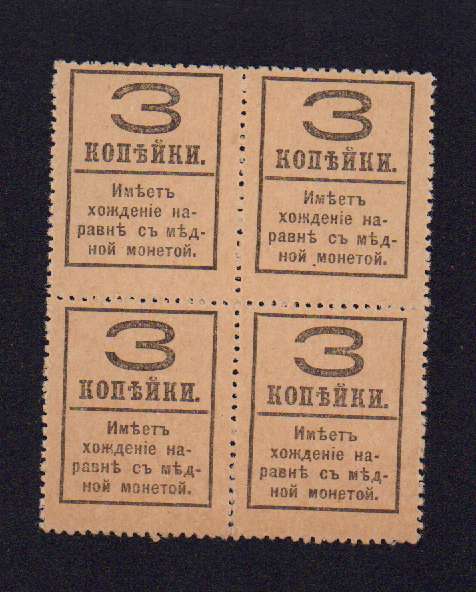 3
КОПѢЙКИ.
Имѣетъ
хожденіе на-
равнѣ съ мѣд-
ной монетой.
3
КОПѢЙКИ.
Имѣетъ
хожденіе на-
равнѣ съ мѣд-
ной монетой.
3
КОПѢЙКИ.
Имѣетъ
хожденіе на-
равнѣ съ мѣд-
ной монетой.
3
КОПѢЙКИ.
Имѣетъ
хожденіе на-
равнѣ съ мѣд-
ной монетой.